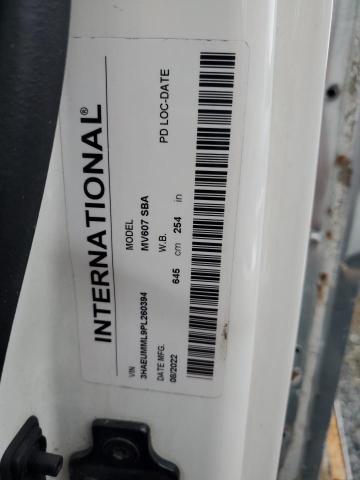 INTERNATIONAL®
VIN MODEL
3HAEUMML9PL260394 MV607 SBA
DATE MFG. W.B. PD LOC-DATE
08/2022 645 cm 254 in